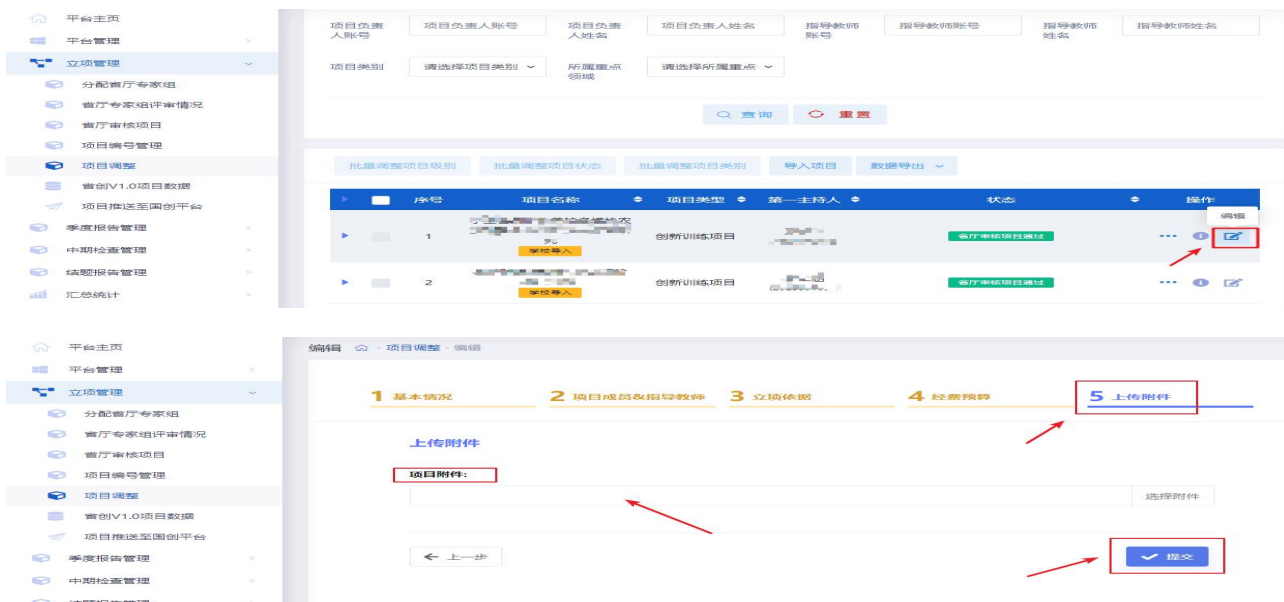 平台主页
平台管理
立项管理
分配省厅专家组
省厅专家组评审情况
省厅审核项目
项目编号管理
项目调整
省创V1.0项目数据
项目推送至国创平台
季度报告管理
中期检查管理
结题报告管理
汇总统计
项目负责人账号 项目负责人账号 项目负责人姓名 项目负责人姓名 指导教师账号 指导教师账号 指导教师姓名 指导教师姓名
项目类别 请选择项目类别 所属重点领域 请选择所属重点
查询 重置
批量调整项目级别 批量调整项目状态 批量调整项目类别 导入项目 数据导出
序号 项目名称 项目类型 第一主持人 状态 操作
编辑
1 创新训练项目 省厅审核项目通过
学校导入
2 创新训练项目 省厅审核项目通过
学校导入
平台主页
平台管理
立项管理
分配省厅专家组
省厅专家组评审情况
省厅审核项目
项目编号管理
项目调整
省创V1.0项目数据
项目推送至国创平台
季度报告管理
中期检查管理
编辑 - 项目调整 - 编辑
1 基本情况 2 项目成员&指导教师 3 立项依据 4 经费预算 5 上传附件
上传附件
项目附件:
选择附件
上一步 提交